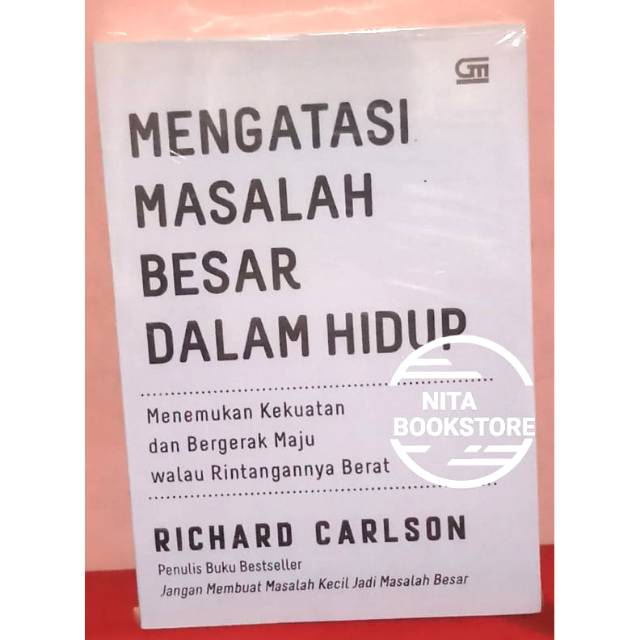 GM
MENGATASI
MASALAH
BESAR
DALAM HIDUP
Menemukan Kekuatan
dan Bergerak Maju
walau Rintangannya Berat
NITA
BOOKSTORE
RICHARD CARLSON
Penulis Buku Bestseller
Jangan Membuat Masalah Kecil Jadi Masalah Besar